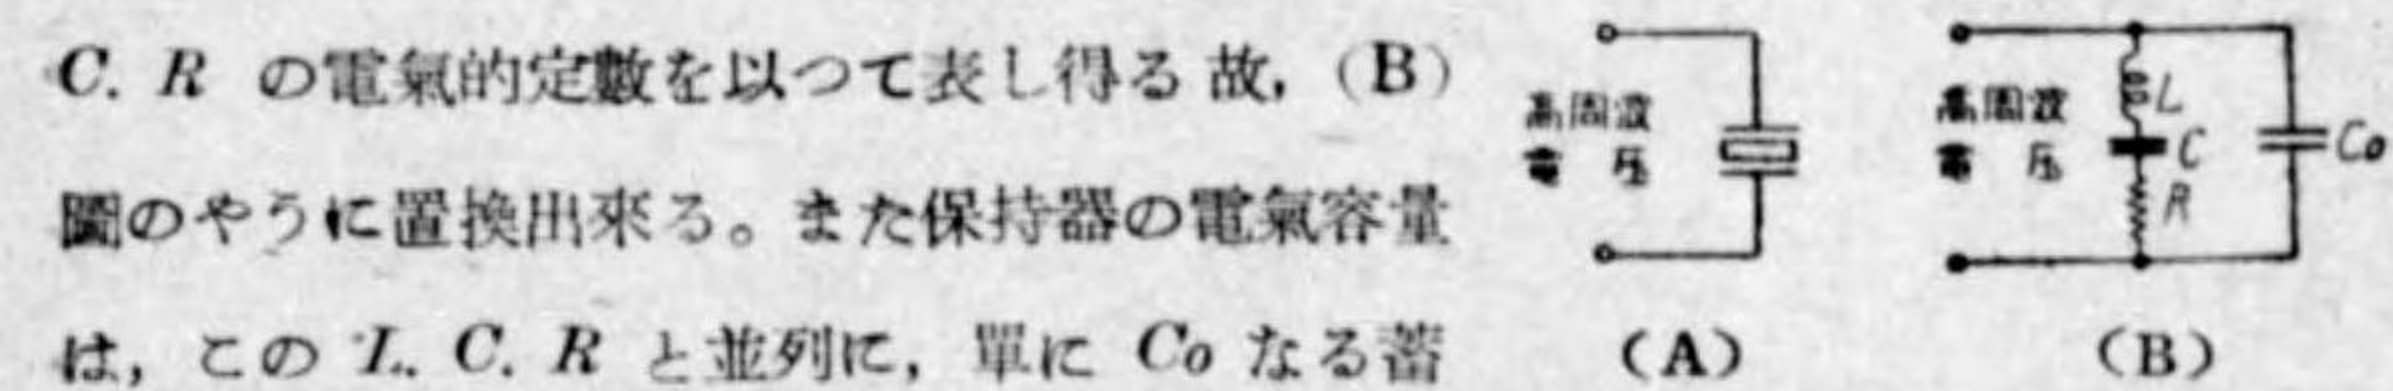 C. R の電氣的定數を以つて表し得る故,(B)
圖のやうに置換出來る。また保持器の電氣容量
は,この L. C. R と並列に,單に Co なる蓄
高周波
電 圧
(A)
高周波
電 圧
L
C
R
Co
(B)